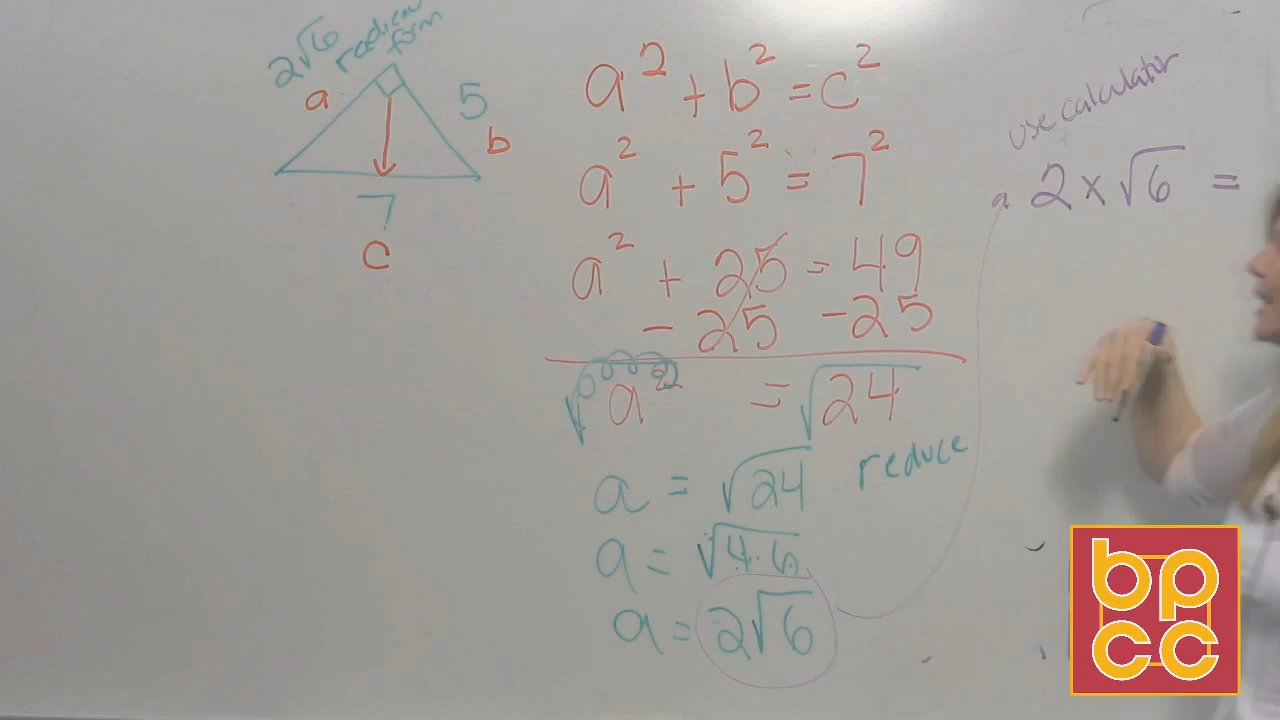 2√6 radical form
a
5
b
7
c
a² + b² = c²
a² + 5² = 7²
a² + 25 = 49
- 25 -25
√a² = √24
a = √24 reduce
a = √4·6
a = 2√6
use calculator
a 2 × √6 =
bp
cc